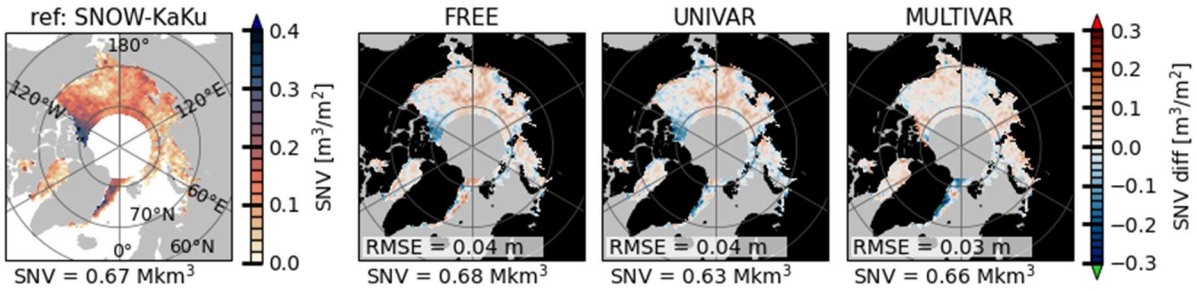 ref: SNOW-KaKu
180°
120°W
120°E
60°E
70°N
0°
60°N
SNV = 0.67 Mkm³
0.4
0.3
0.2
0.1
0.0
SNV [m³/m²]
FREE
RMSE = 0.04 m
SNV = 0.68 Mkm³
UNIVAR
RMSE = 0.04 m
SNV = 0.63 Mkm³
MULTIVAR
RMSE = 0.03 m
SNV = 0.66 Mkm³
0.3
0.2
0.1
0.0
−0.1
−0.2
−0.3
SNV diff [m³/m²]